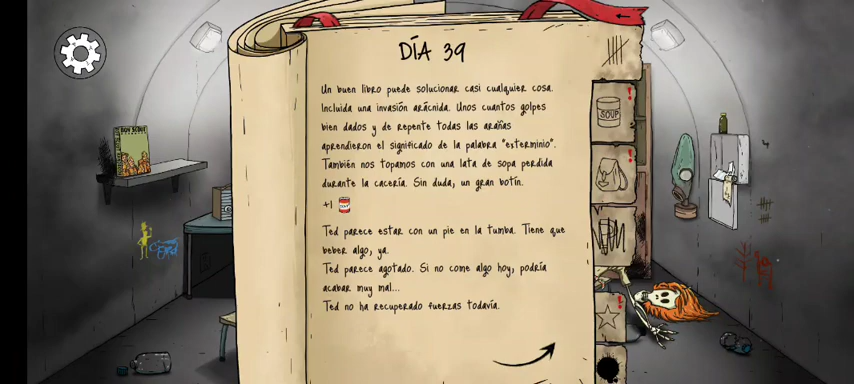 DÍA 39
Un buen libro puede solucionar casi cualquier cosa.
Incluida una invasión arácnida. Unos cuantos golpes
bien dados y de repente todas las arañas
aprendieron el significado de la palabra "esterminio".
También nos topamos con una lata de sopa perdida
durante la cacería. Sin duda, un gran botín.
+1
Ted parece estar con un pie en la tumba. Tiene que
beber algo, ya.
Ted parece agotado. Si no come algo hoy, podría
acabar muy mal...
Ted no ha recuperado fuerzas todavía.
SOUP
BOY SCOUT